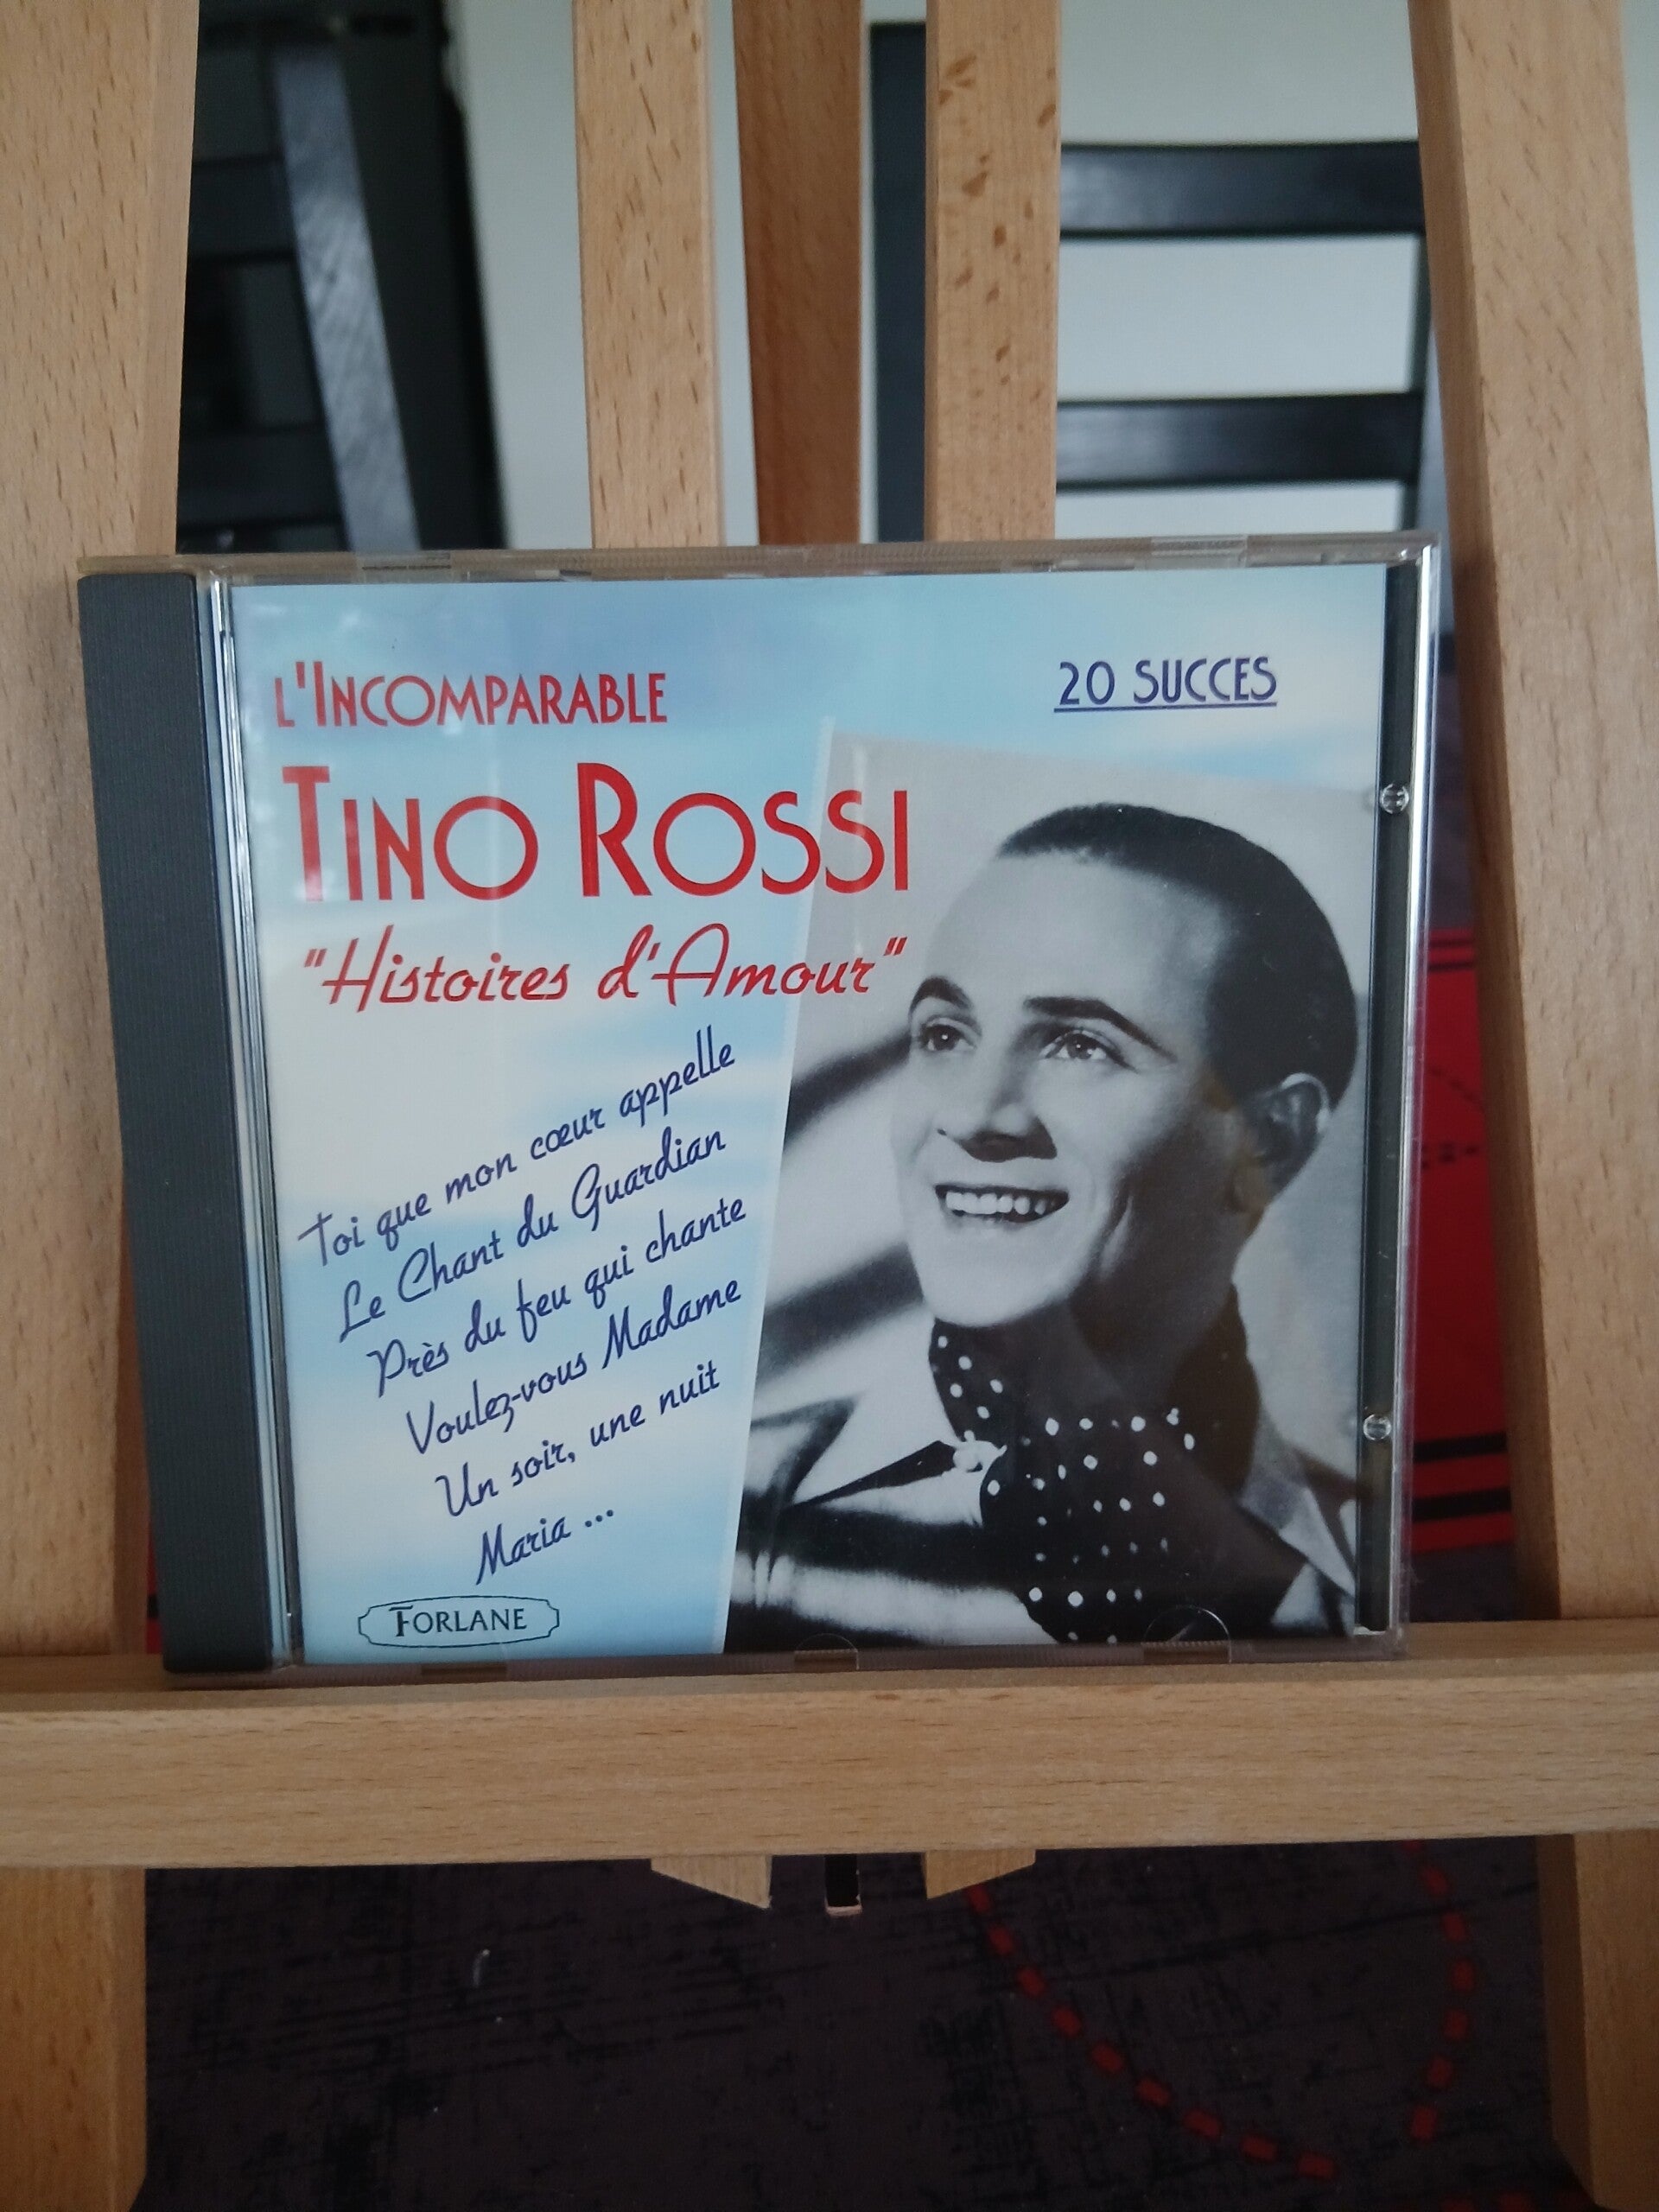 L'INCOMPARABLE
20 SUCCES
TINO ROSSI
"Histoires d'Amour"
Toi que mon cœur appelle
Le Chant du Guardian
Près du feu qui chante
Voulez-vous Madame
Un soir, une nuit
Maria ...
FORLANE